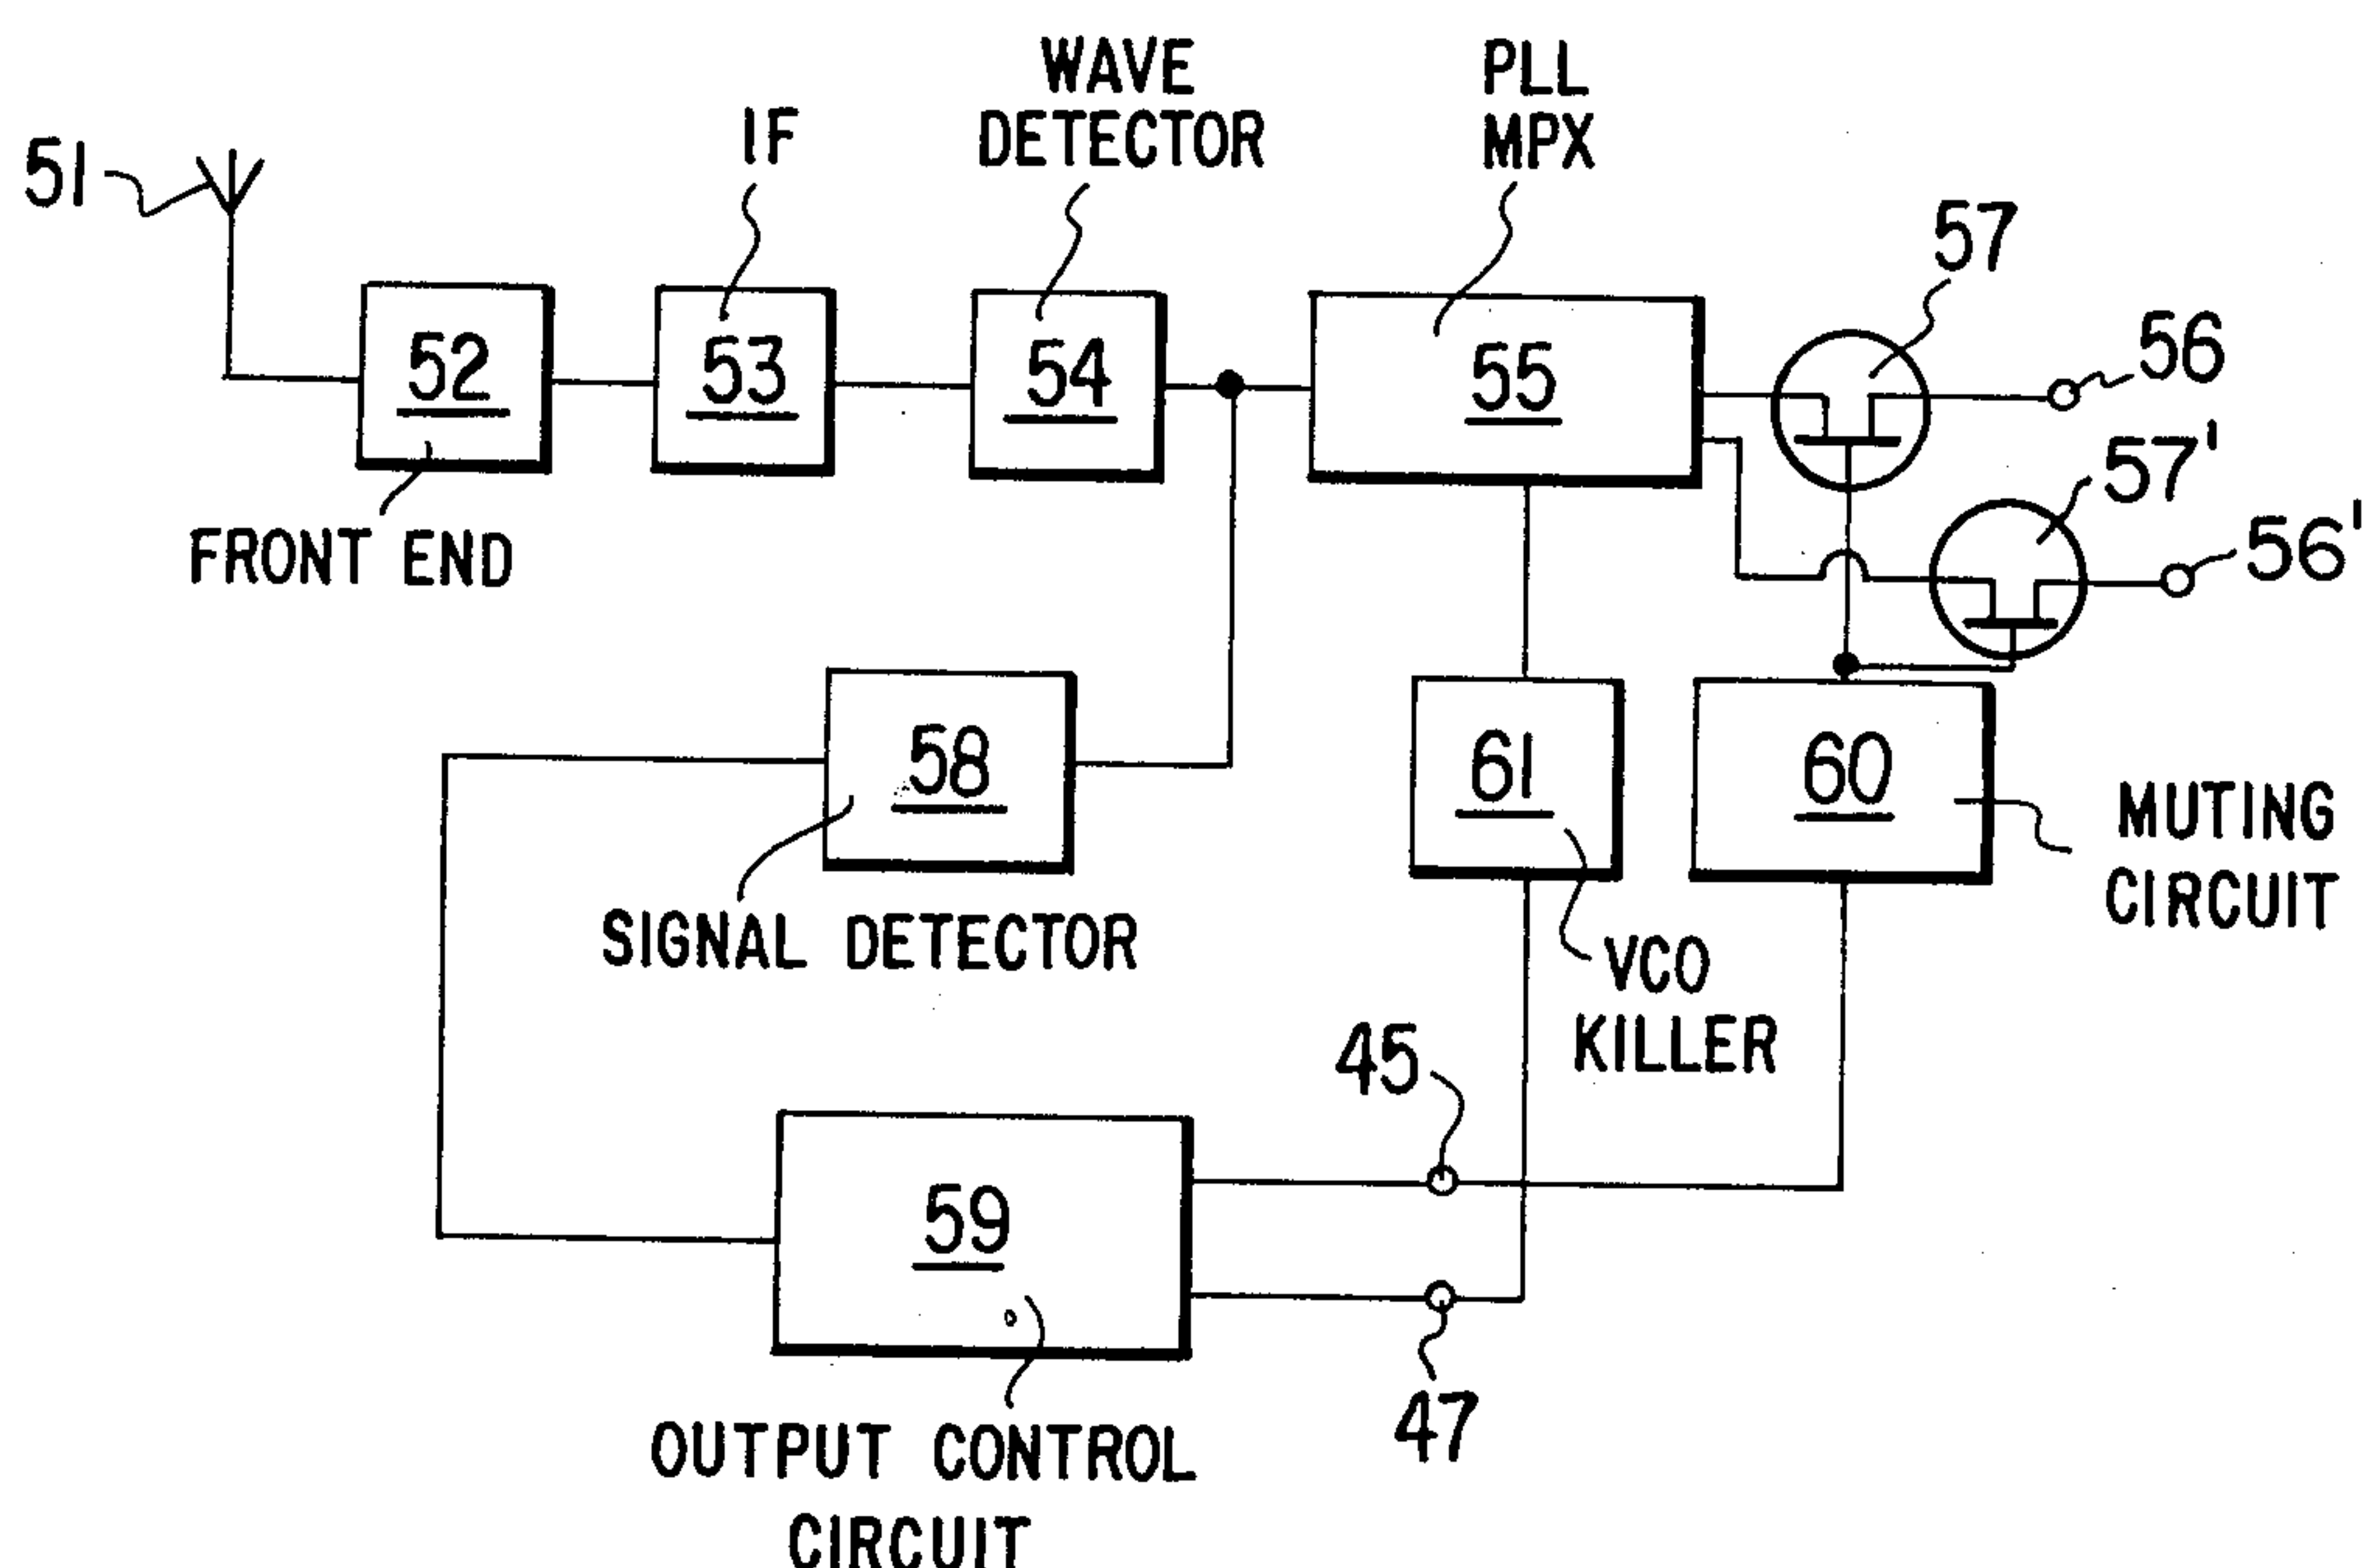 WAVE
DETECTOR
PLL
MPX
IF
51
57
56
52
53
54
55
57'
56'
FRONT END
58
61
60
MUTING
CIRCUIT
SIGNAL DETECTOR
VCO
KILLER
45
59
47
OUTPUT CONTROL
CIRCUIT